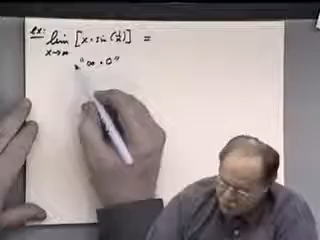 ex: lim [x · sin(1/x)] =
x→∞
"∞ · 0"